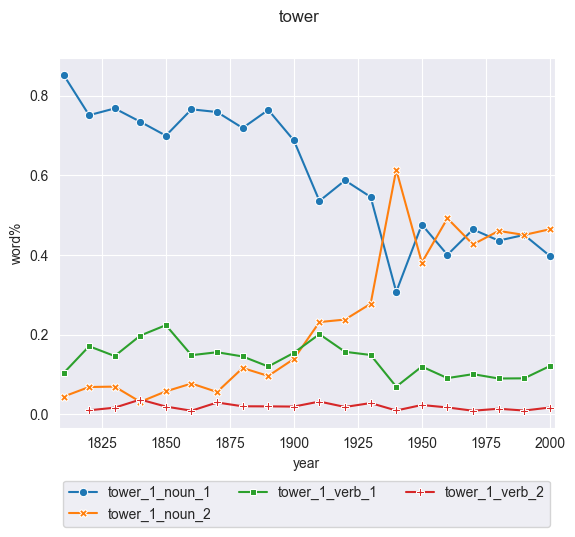 tower
0.8
0.6
0.4
0.2
0.0
word%
1825 1850 1875 1900 1925 1950 1975 2000
year
tower_1_noun_1 tower_1_verb_1 tower_1_verb_2
tower_1_noun_2